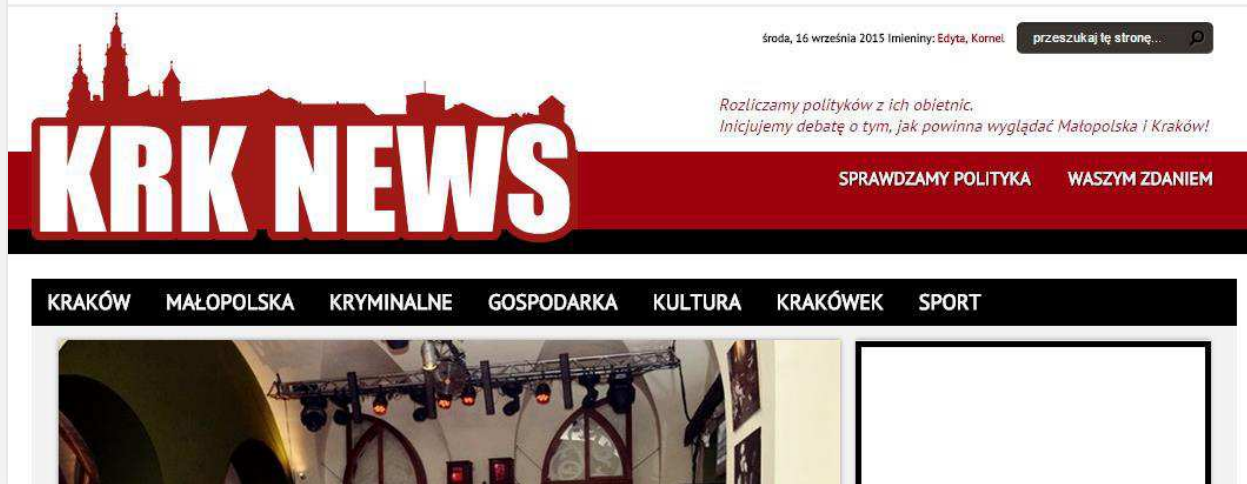 środa, 16 września 2015 Imieniny: Edyta, Kornel
przeszukaj tę stronę...
Rozliczamy polityków z ich obietnic.
Inicjujemy debatę o tym, jak powinna wyglądać Małopolska i Kraków!
KRK NEWS
SPRAWDZAMY POLITYKA WASZYM ZDANIEM
KRAKÓW MAŁOPOLSKA KRYMINALNE GOSPODARKA KULTURA KRAKÓWEK SPORT